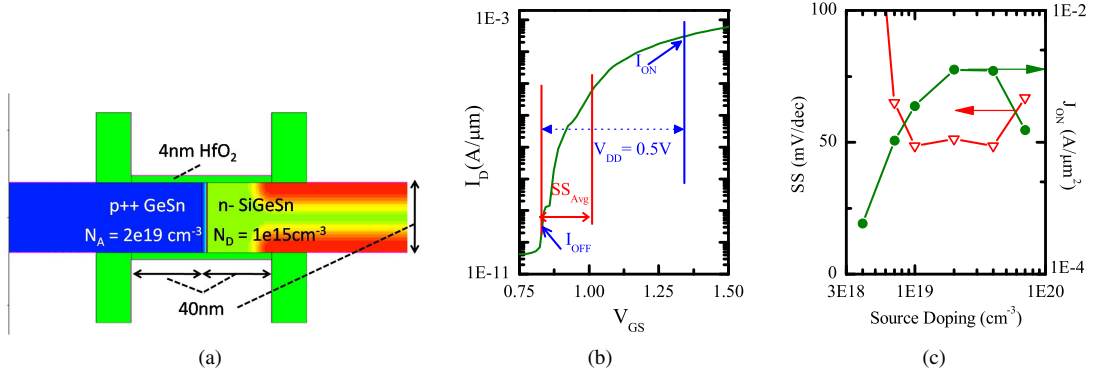 4nm HfO2
p++ GeSn
n- SiGeSn
NA = 2e19 cm-3
ND = 1e15cm-3
40nm
(a)
1E-3
ID(A/μm)
1E-11
ION
VDD = 0.5V
SSAvg
IOFF
0.75
1.00
1.25
1.50
VGS
(b)
100
50
0
SS (mV/dec)
1E-2
JON (A/μm2)
1E-4
3E18
1E19
1E20
Source Doping (cm-3)
(c)